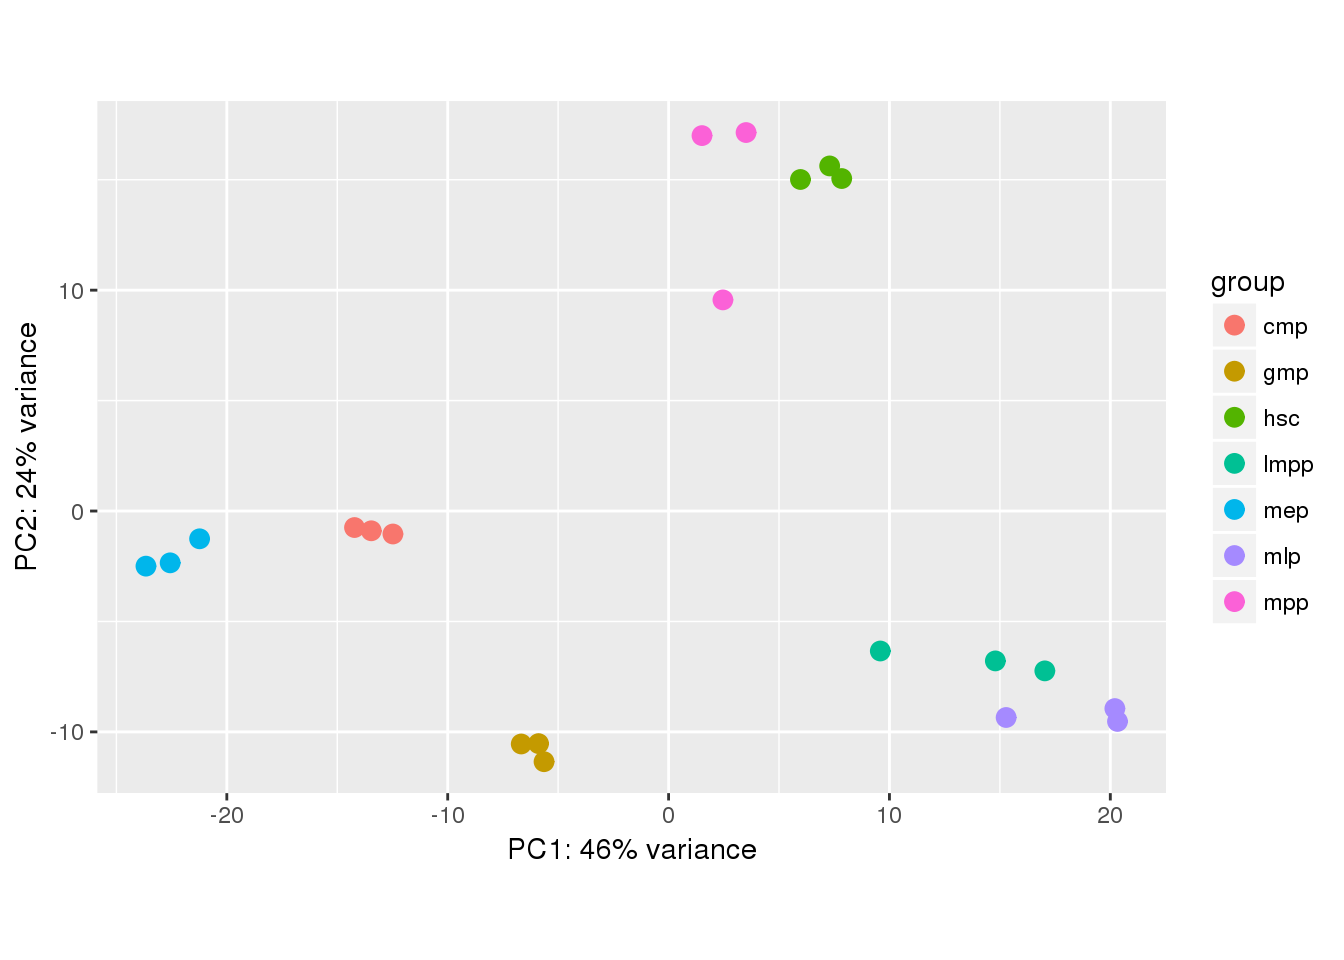 PC2: 24% variance
10
0
-10
-20
-10
0
10
20
PC1: 46% variance
group
cmp
gmp
hsc
lmpp
mep
mlp
mpp